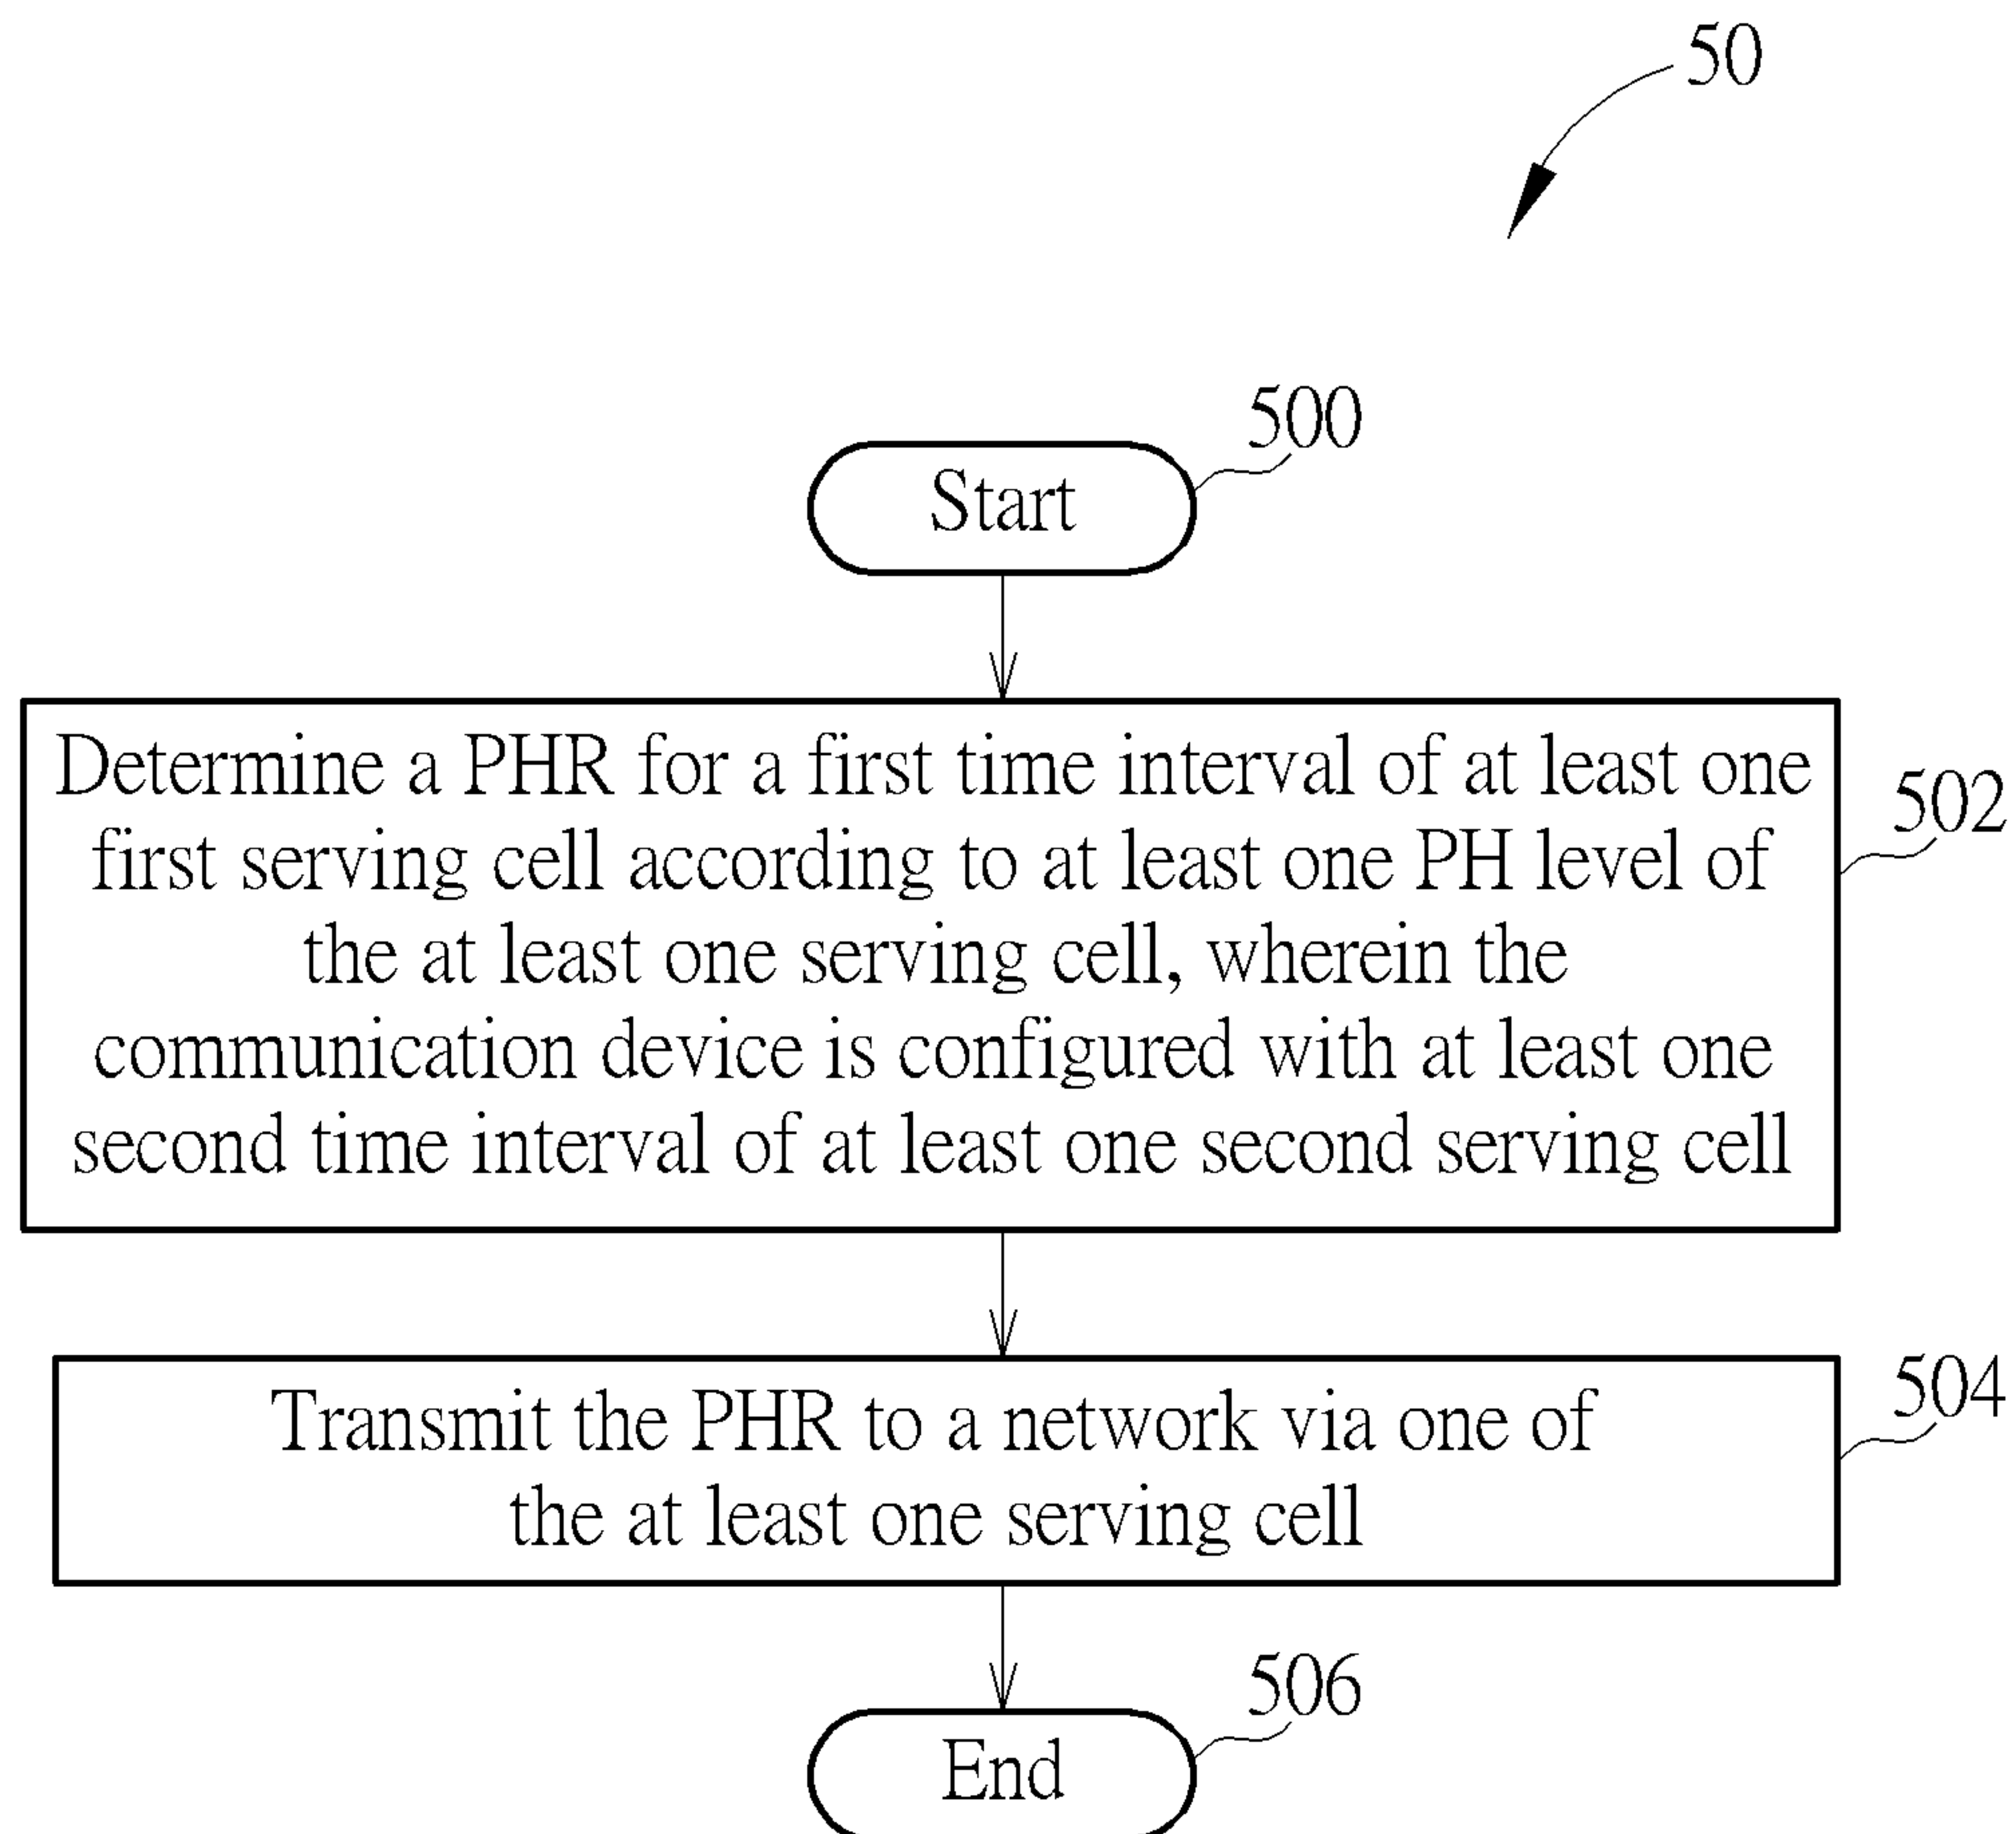 50
500
Start
Determine a PHR for a first time interval of at least one
first serving cell according to at least one PH level of
the at least one serving cell, wherein the
communication device is configured with at least one
second time interval of at least one second serving cell
502
Transmit the PHR to a network via one of
the at least one serving cell
504
506
End